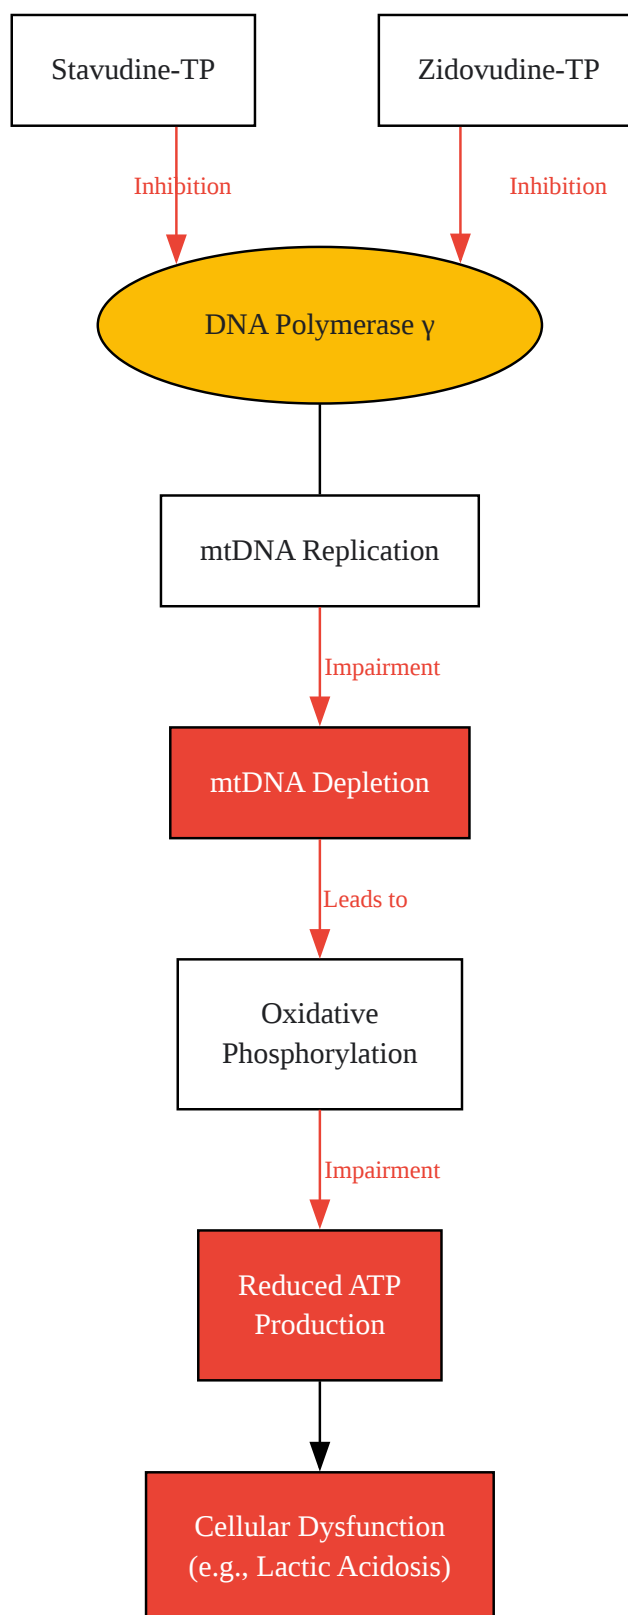 Stavudine-TP
Zidovudine-TP
Inhibition
Inhibition
DNA Polymerase γ
mtDNA Replication
Impairment
mtDNA Depletion
Leads to
Oxidative
Phosphorylation
Impairment
Reduced ATP
Production
Cellular Dysfunction
(e.g., Lactic Acidosis)